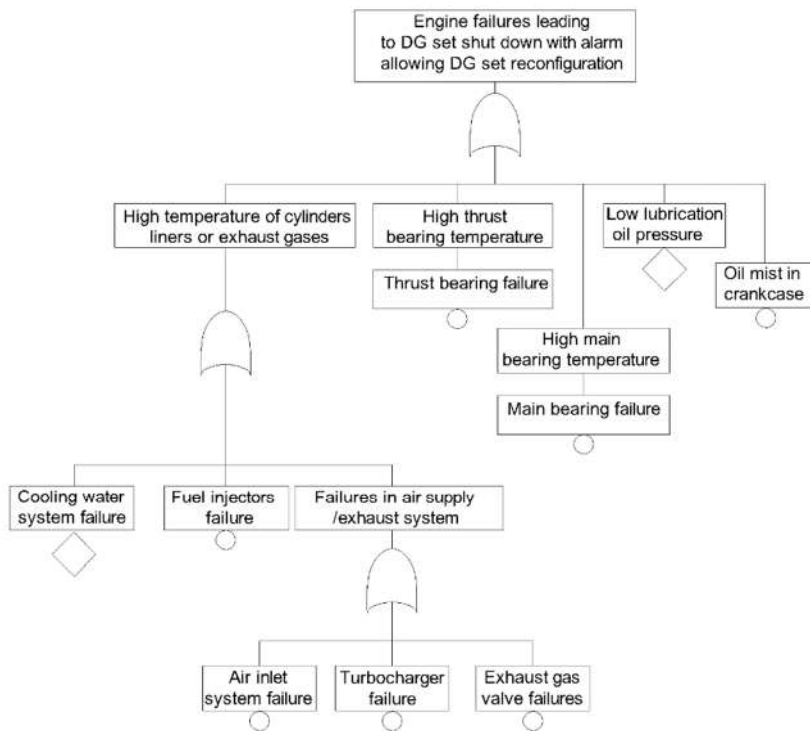 Engine failures leading
to DG set shut down with alarm
allowing DG set reconfiguration
High temperature of cylinders
liners or exhaust gases
High thrust
bearing temperature
Low lubrication
oil pressure
Thrust bearing failure
Oil mist in
crankcase
High main
bearing temperature
Main bearing failure
Cooling water
system failure
Fuel injectors
failure
Failures in air supply
/exhaust system
Air inlet
system failure
Turbocharger
failure
Exhaust gas
valve failures